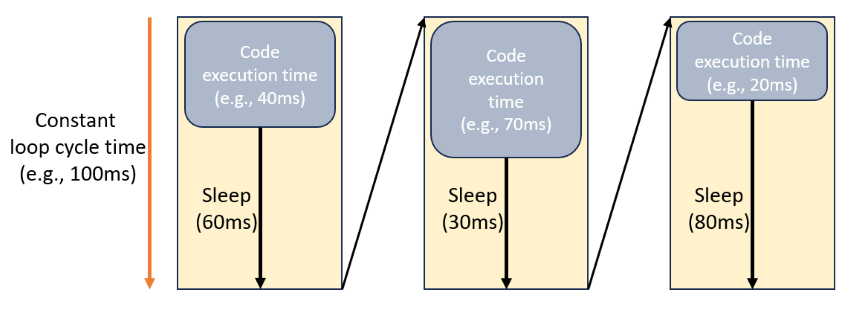 Constant
loop cycle time
(e.g., 100ms)
Code
execution time
(e.g., 40ms)
Sleep
(60ms)
Code
execution
time
(e.g., 70ms)
Sleep
(30ms)
Code
execution time
(e.g., 20ms)
Sleep
(80ms)